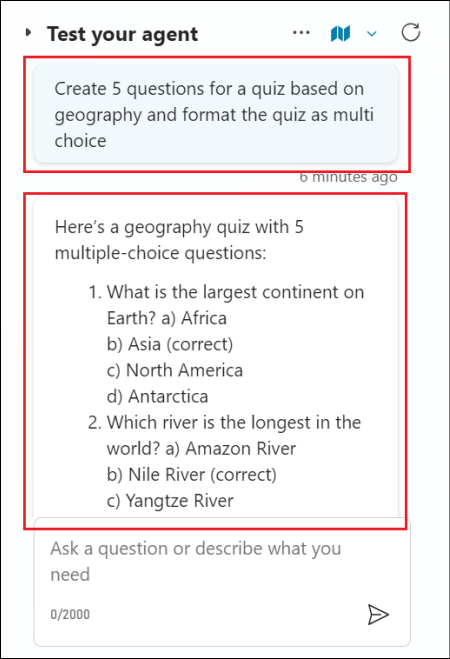 Test your agent
Create 5 questions for a quiz based on
geography and format the quiz as multi
choice
6 minutes ago
Here's a geography quiz with 5
multiple-choice questions:
1. What is the largest continent on
Earth? a) Africa
b) Asia (correct)
c) North America
d) Antarctica
2. Which river is the longest in the
world? a) Amazon River
b) Nile River (correct)
c) Yangtze River
Ask a question or describe what you
need
0/2000